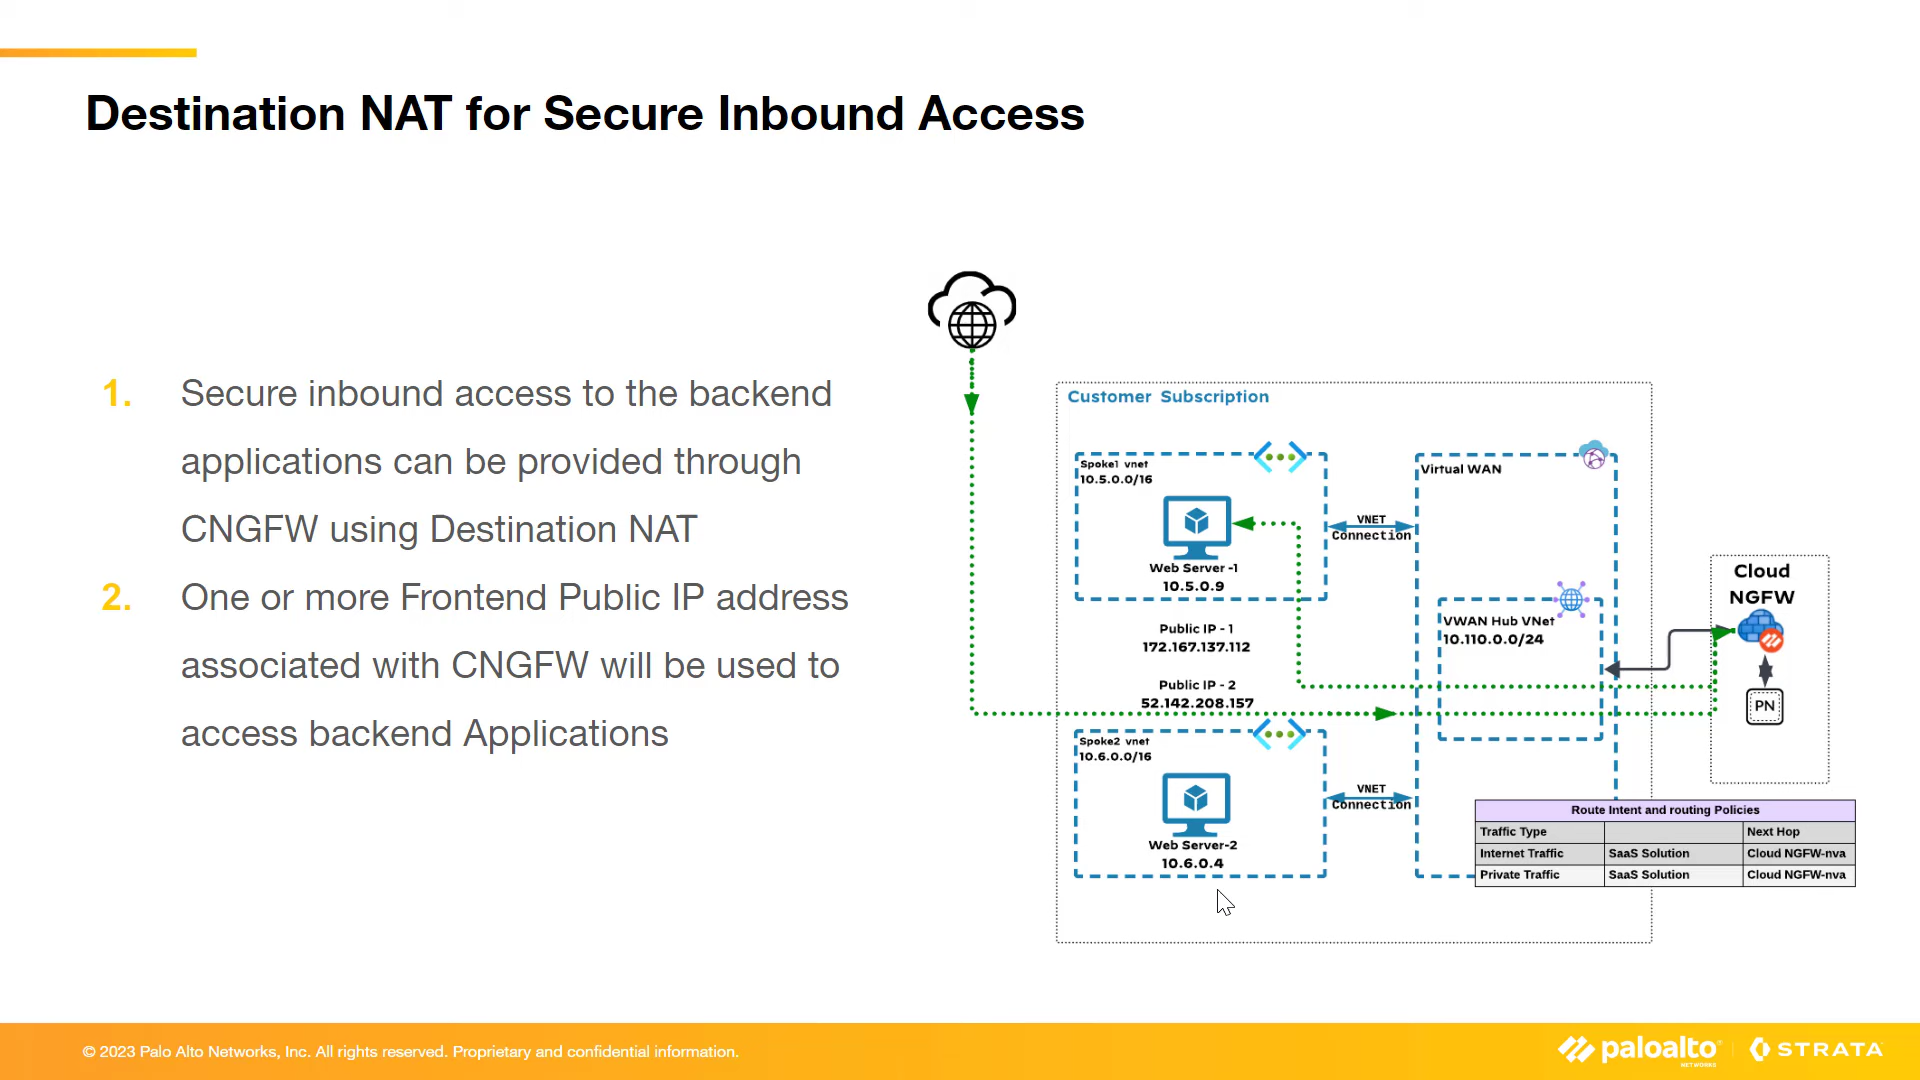 Destination NAT for Secure Inbound Access
1. Secure inbound access to the backend
applications can be provided through
CNGFW using Destination NAT
2. One or more Frontend Public IP address
associated with CNGFW will be used to
access backend Applications
Customer Subscription
Spoke1 vnet
10.5.0.0/16
Web Server -1
10.5.0.9
VNET
Connection
Virtual WAN
Public IP - 1
172.167.137.112
Public IP - 2
52.142.208.157
VWAN Hub VNet
10.110.0.0/24
Cloud
NGFW
PN
Spoke2 vnet
10.6.0.0/16
Web Server-2
10.6.0.4
VNET
Connection
Route Intent and routing Policies
Traffic Type Next Hop
Internet Traffic SaaS Solution Cloud NGFW-nva
Private Traffic SaaS Solution Cloud NGFW-nva
© 2023 Palo Alto Networks, Inc. All rights reserved. Proprietary and confidential information.
paloalto
NETWORKS
STRATA